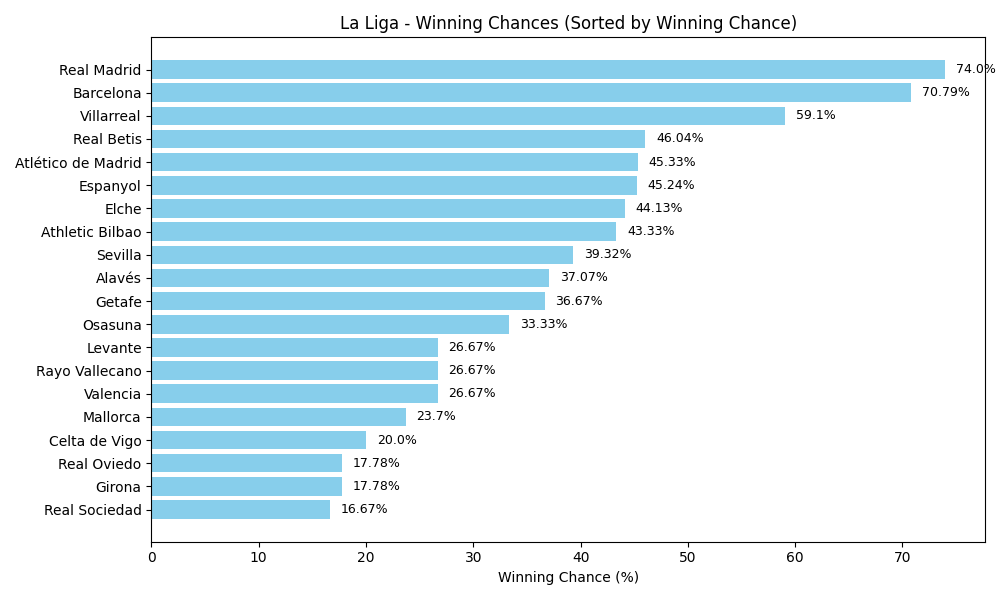 La Liga - Winning Chances (Sorted by Winning Chance)
Real Madrid 74.0%
Barcelona 70.79%
Villarreal 59.1%
Real Betis 46.04%
Atlético de Madrid 45.33%
Espanyol 45.24%
Elche 44.13%
Athletic Bilbao 43.33%
Sevilla 39.32%
Alavés 37.07%
Getafe 36.67%
Osasuna 33.33%
Levante 26.67%
Rayo Vallecano 26.67%
Valencia 26.67%
Mallorca 23.7%
Celta de Vigo 20.0%
Real Oviedo 17.78%
Girona 17.78%
Real Sociedad 16.67%
0 10 20 30 40 50 60 70
Winning Chance (%)